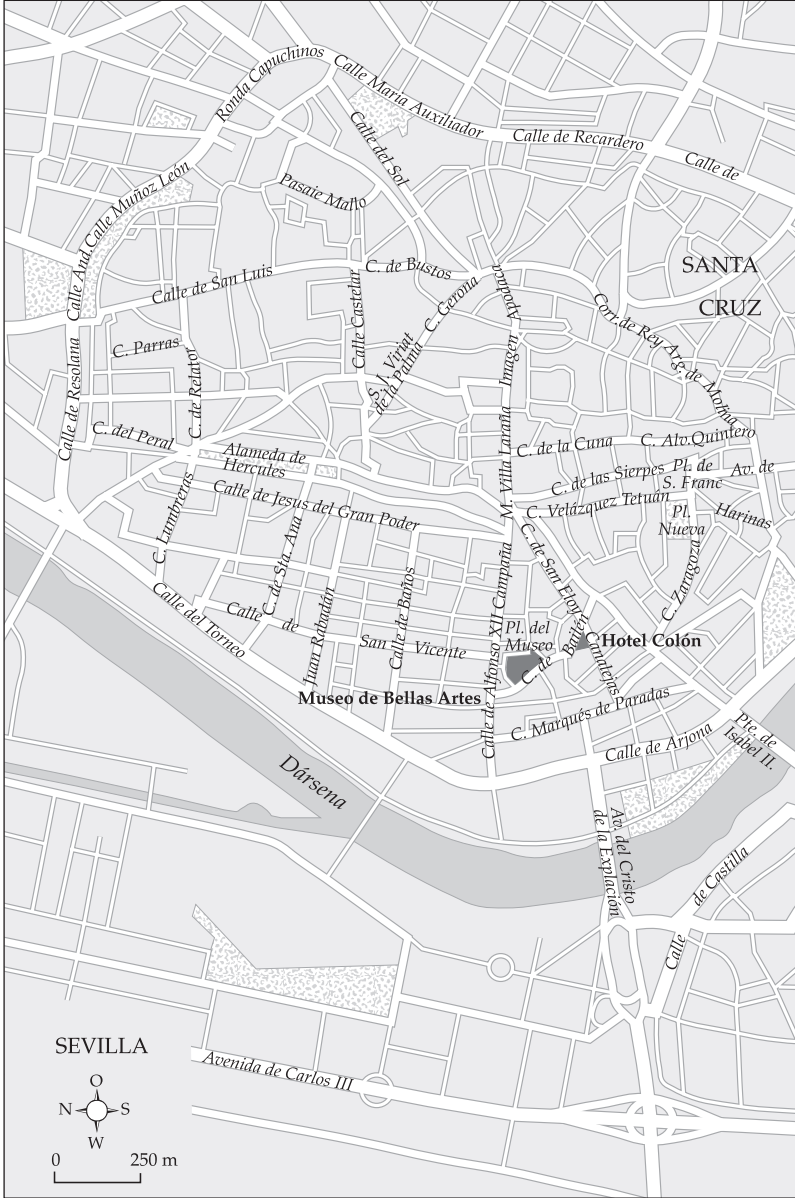 Ronda Capuchinos
Calle Maria Auxiliador
Calle de Recardero
Calle de
Calle del Sol
Calle Muñoz León
Pasaie Mallo
Calle And.
SANTA
CRUZ
C. de Bustos
Calle de San Luis
Calle Castelar
C. Gerona
Apodaca
Corr. de Rey
Arg. de Molina
S. J. Viriat
de la Palma
Imagen
C. Parras
C. de Relator
Calle de Resolana
C. del Peral
Alameda de
Hercules
M. Villa Laraña
C. de la Cuna
C. Alv.Quintero
C. de las Sierpes
Pl. de
S. Franc
Av. de
Calle de Jesus del Gran Poder
C. Velázquez Tetuán
Pl.
Nueva
Harinas
C. Lumbreras
C. de Sta. Ana
C. de San Eloy
C. Zaragoza
Calle del Torneo
Calle de
San Vicente
Juan Rabadán
Calle de Baños
Calle de Alfonso XII Campaña
Pl. del
Museo
C. de Bailén
Canalejas
Hotel Colón
Museo de Bellas Artes
C. Marqués de Paradas
Calle de Arjona
Pte. de
Isabel II.
Dársena
Av. del Cristo
de la Explación
Calle de Castilla
SEVILLA
Avenida de Carlos III
O
N
S
W
0 250 m